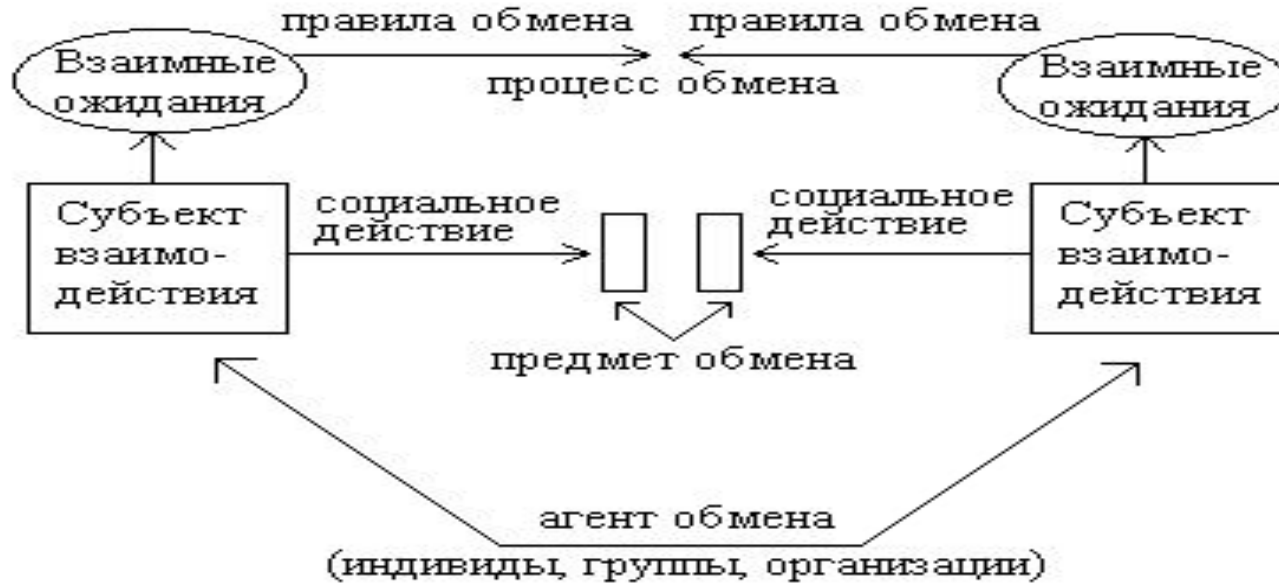 правила обмена
правила обмена
Взаимные
ожидания
процесс обмена
Взаимные
ожидания
Субъект
взаимо-
действия
социальное
действие
социальное
действие
Субъект
взаимо-
действия
предмет обмена
агент обмена
(индивиды, группы, организации)